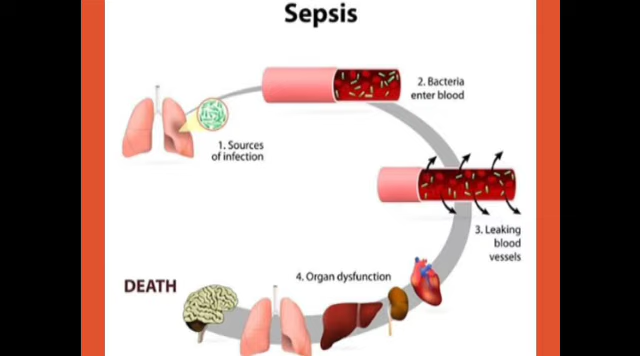 Sepsis
1. Sources
of infection
2. Bacteria
enter blood
3. Leaking
blood
vessels
4. Organ dysfunction
DEATH